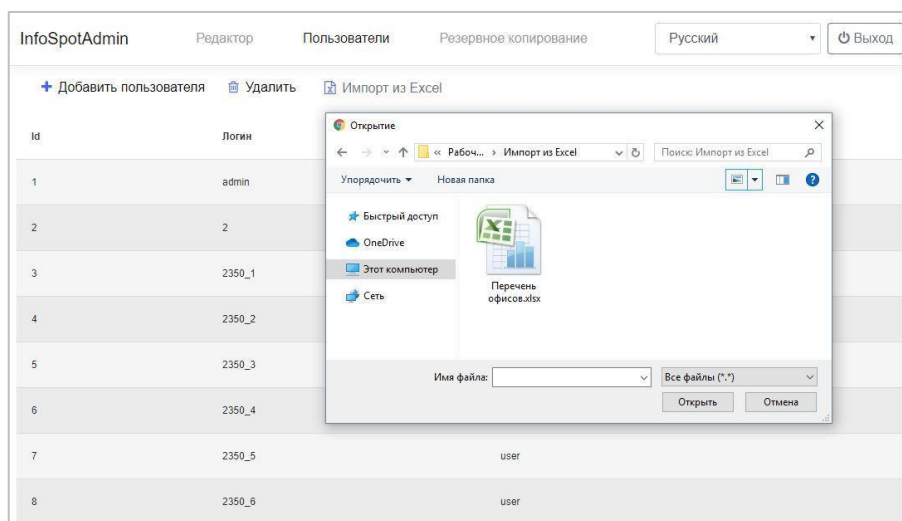 InfoSpotAdmin Редактор Пользователи Резервное копирование Русский Выход
Добавить пользователя Удалить Импорт из Excel
Id Логин
1 admin
2 2
3 2350_1
4 2350_2
5 2350_3
6 2350_4
7 2350_5 user
8 2350_6 user
Открытие
« Рабоч... › Импорт из Excel Поиск: Импорт из Excel
Упорядочить Новая папка
Быстрый доступ
OneDrive
Этот компьютер
Сеть
Перечень
офисов.xlsx
Имя файла: Все файлы (*.*)
Открыть Отмена